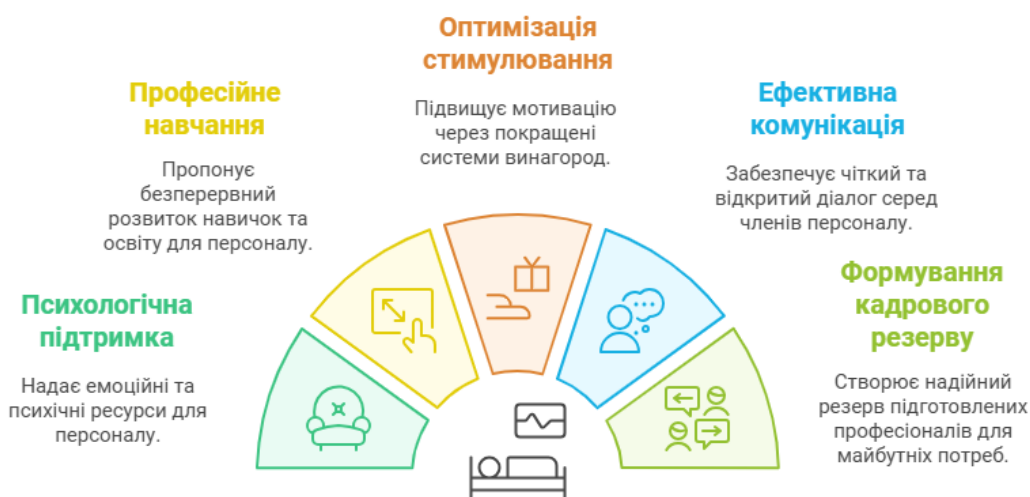 Оптимізація
стимулювання
Підвищує мотивацію
через покращені
системи винагород.
Професійне
навчання
Пропонує
безперервний
розвиток навичок та
освіту для персоналу.
Ефективна
комунікація
Забезпечує чіткий та
відкритий діалог серед
членів персоналу.
Психологічна
підтримка
Надає емоційні та
психічні ресурси для
персоналу.
Формування
кадрового
резерву
Створює надійний
резерв підготовлених
професіоналів для
майбутніх потреб.